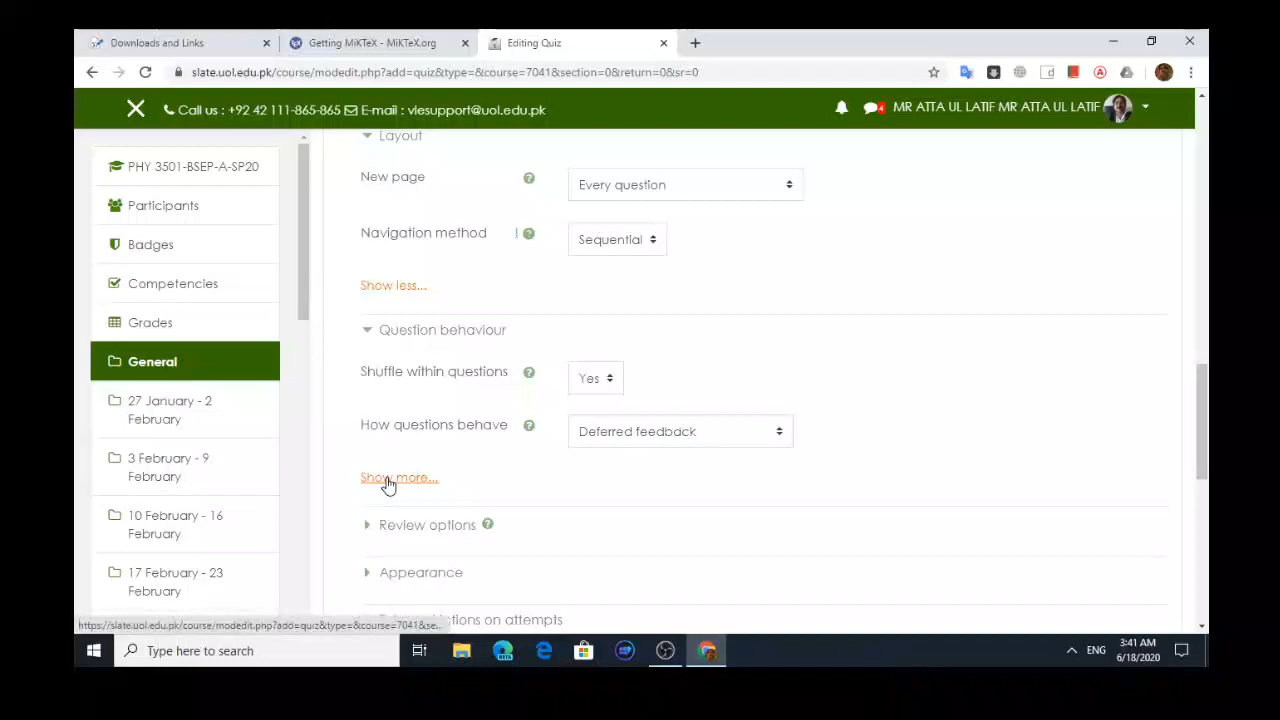 Downloads and Links
Getting MiKTeX - MiKTeX.org
Editing Quiz
slate.uol.edu.pk/course/modedit.php?add=quiz&type=&course=7041&section=0&return=0&sr=0
Call us : +92 42 111-865-865 E-mail : vlesupport@uol.edu.pk
4
MR ATTA UL LATIF MR ATTA UL LATIF
PHY 3501-BSEP-A-SP20
Participants
Badges
Competencies
Grades
General
27 January - 2
February
3 February - 9
February
10 February - 16
February
17 February - 23
February
Layout
New page
Every question
Navigation method
Sequential
Show less...
Question behaviour
Shuffle within questions
Yes
How questions behave
Deferred feedback
Show more...
Review options
Appearance
on attempts
https://slate.uol.edu.pk/course/modedit.php?add=quiz&type=&course=7041&se...
Type here to search
ENG
3:41 AM
6/18/2020